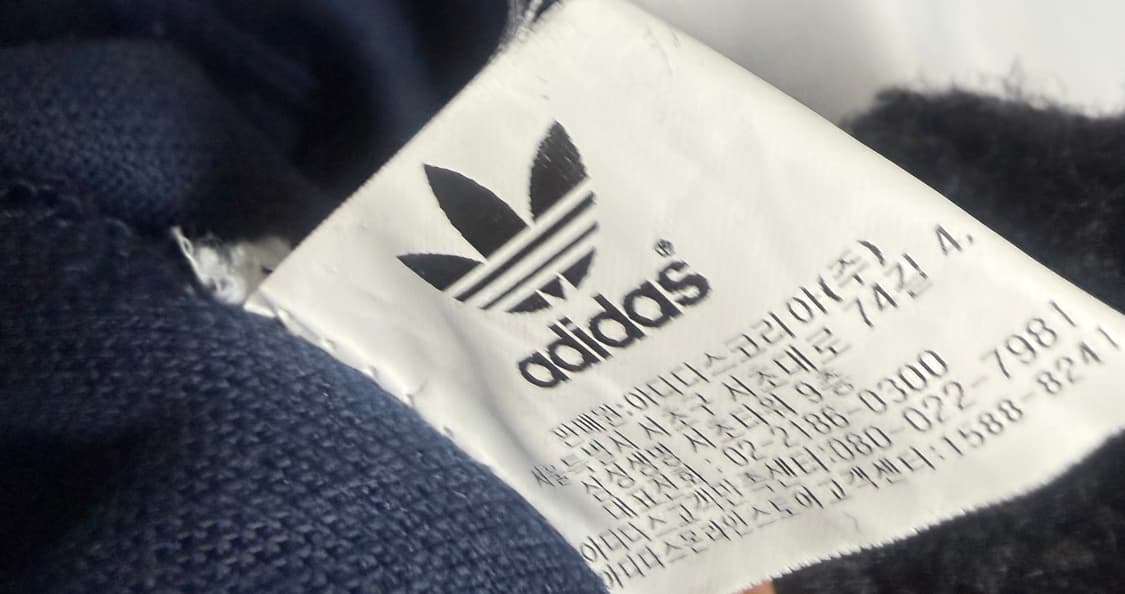 adidas®
판매원:아디다스코리아(주)
서울특별시 서초구 서초대로 74길 4,
삼성생명 서초타워 9층
대표전화 : 02-2186-0300
아디다스고객만족센터:080-022-7981
아디다스온라인스토어고객센터:1588-8241